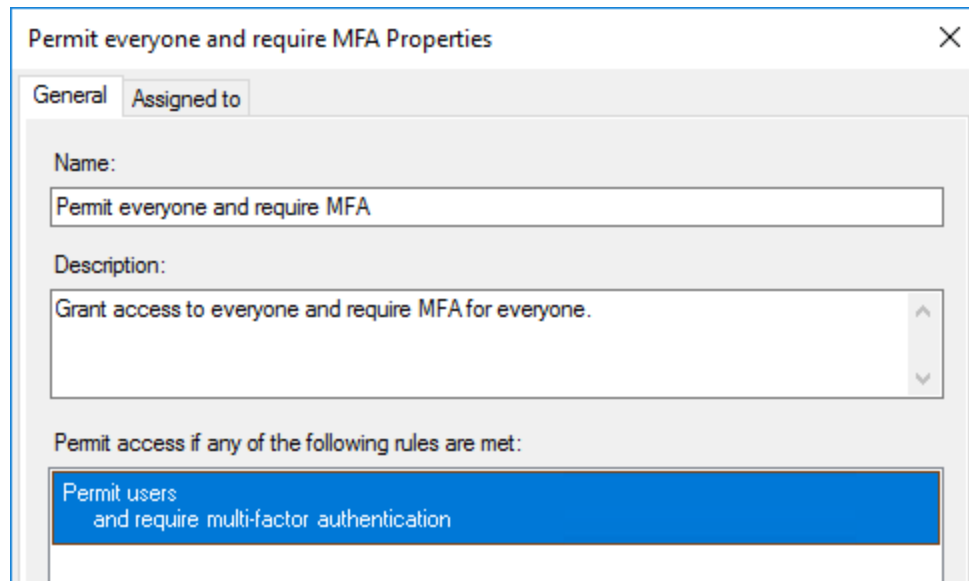 Permit everyone and require MFA Properties
General
Assigned to
Name:
Permit everyone and require MFA
Description:
Grant access to everyone and require MFA for everyone.
Permit access if any of the following rules are met:
Permit users
and require multi-factor authentication